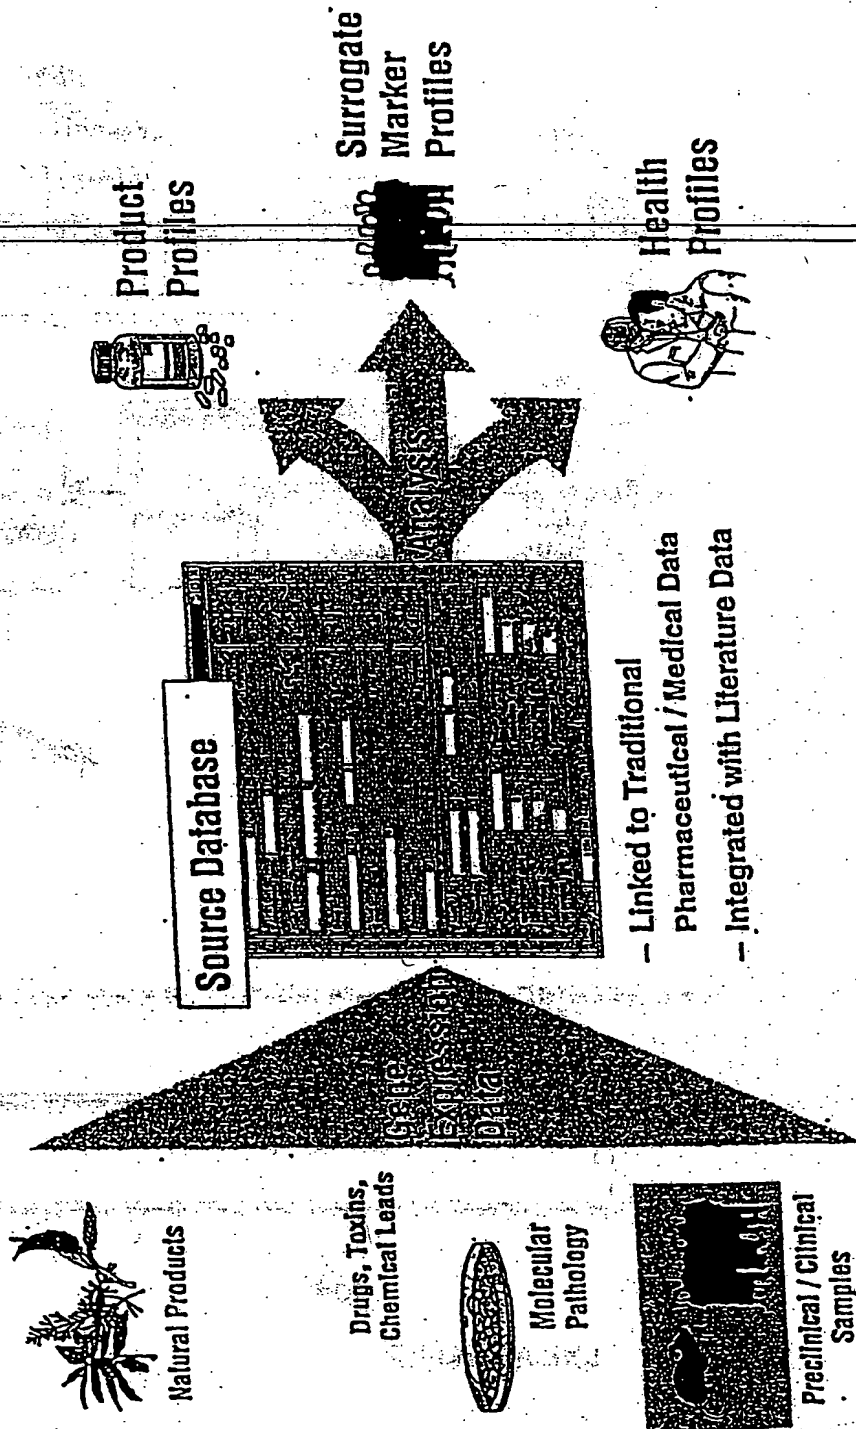 Natural Products
Drugs, Toxins,
Chemical Leads
Molecular
Pathology
Preclinical / Clinical
Samples
Gene
Expression
Data
Source Database
– Linked to Traditional
Pharmaceutical / Medical Data
– Integrated with Literature Data
Analysis
Product
Profiles
Surrogate
Marker
Profiles
Health
Profiles